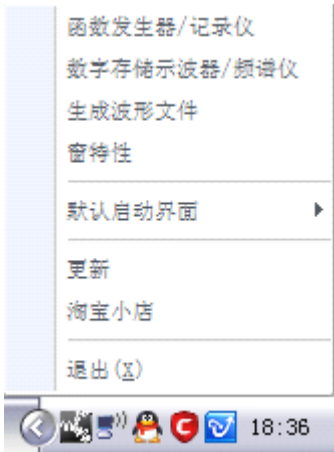 函数发生器/记录仪
数字存储示波器/频谱仪
生成波形文件
窗特性
默认启动界面
更新
淘宝小店
退出(X)
18:36